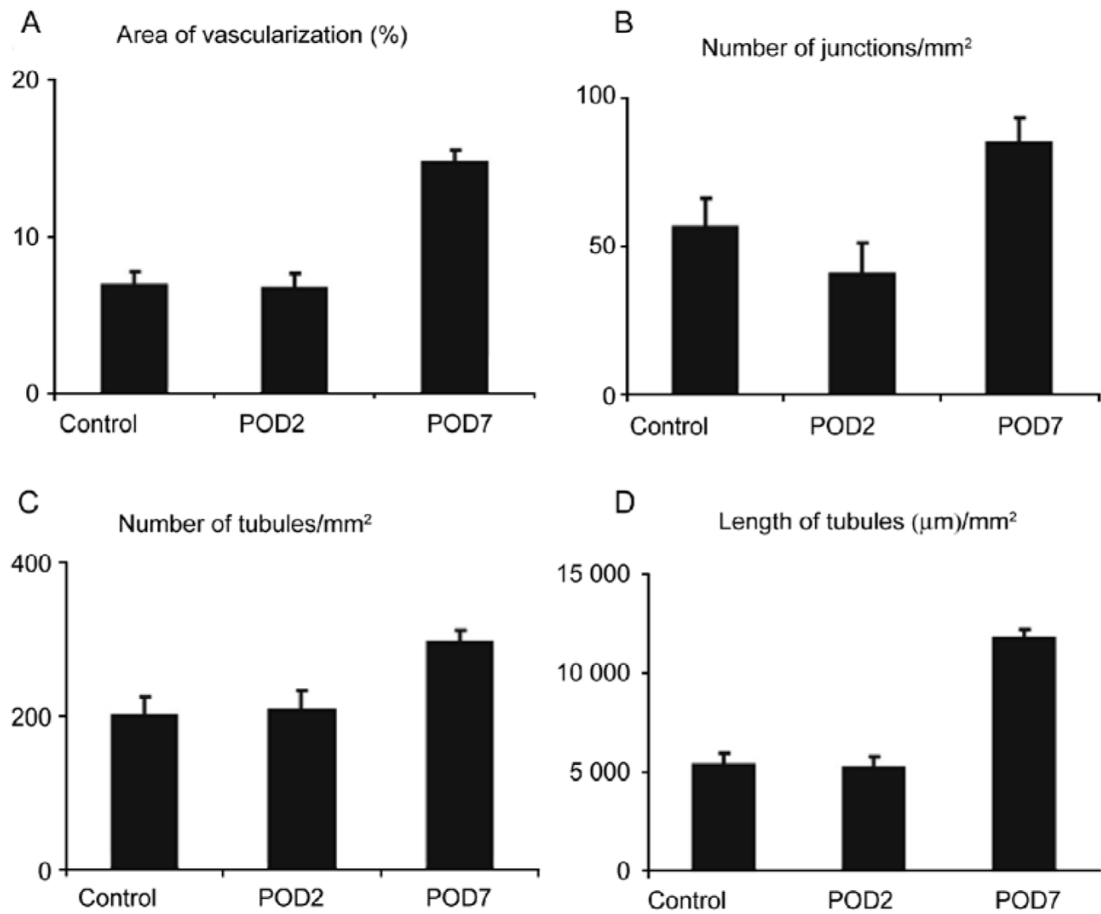 A
Area of vascularization (%)
20
10
0
Control POD2 POD7
B
Number of junctions/mm²
100
50
0
Control POD2 POD7
C
Number of tubules/mm²
400
200
0
Control POD2 POD7
D
Length of tubules (μm)/mm²
15 000
10 000
5 000
0
Control POD2 POD7